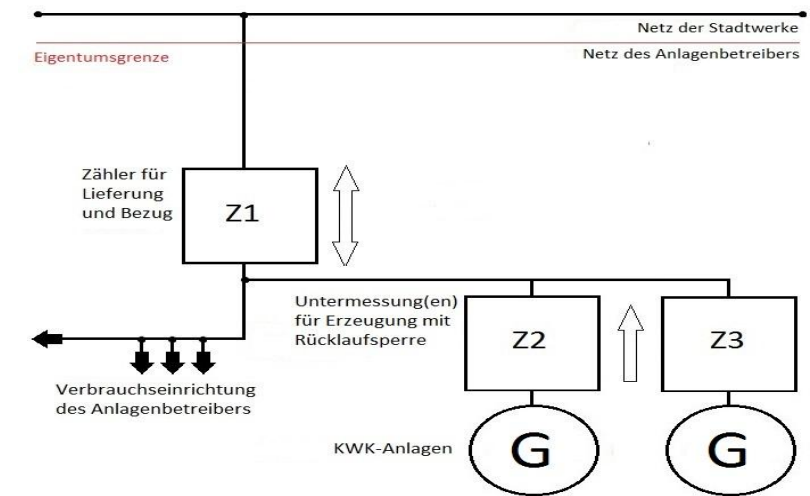 Netz der Stadtwerke
Eigentumsgrenze
Netz des Anlagenbetreibers
Zähler für
Lieferung
und Bezug
Z1
Untermessung(en)
für Erzeugung mit
Rücklaufsperre
Z2
Z3
Verbrauchseinrichtung
des Anlagenbetreibers
KWK-Anlagen
G
G